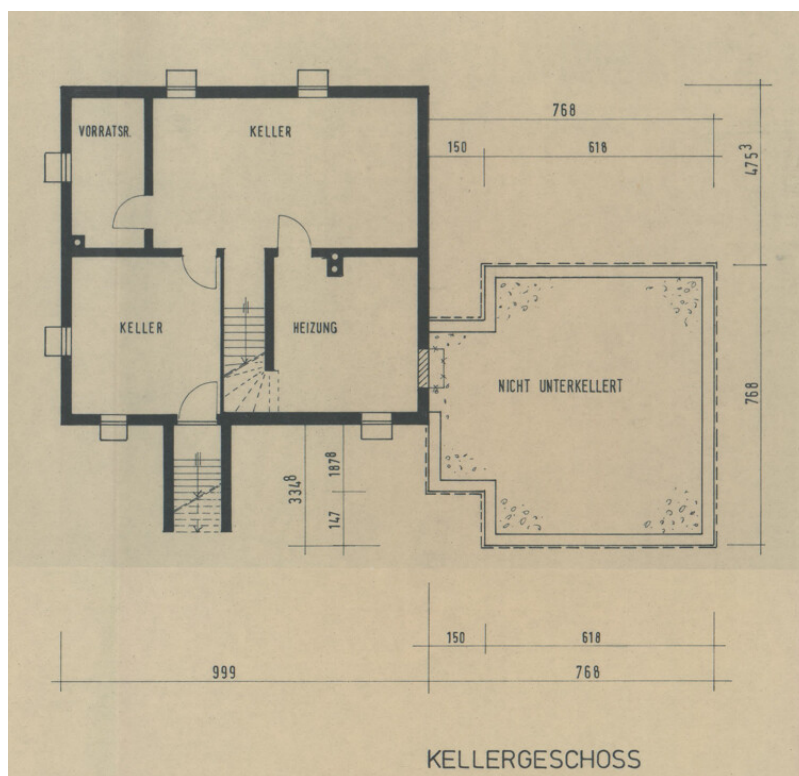 768
VORRATSR.
KELLER
150
618
475³
KELLER
HEIZUNG
NICHT UNTERKELLERT
768
334⁸
187⁸
147
150
618
999
768
KELLERGESCHOSS